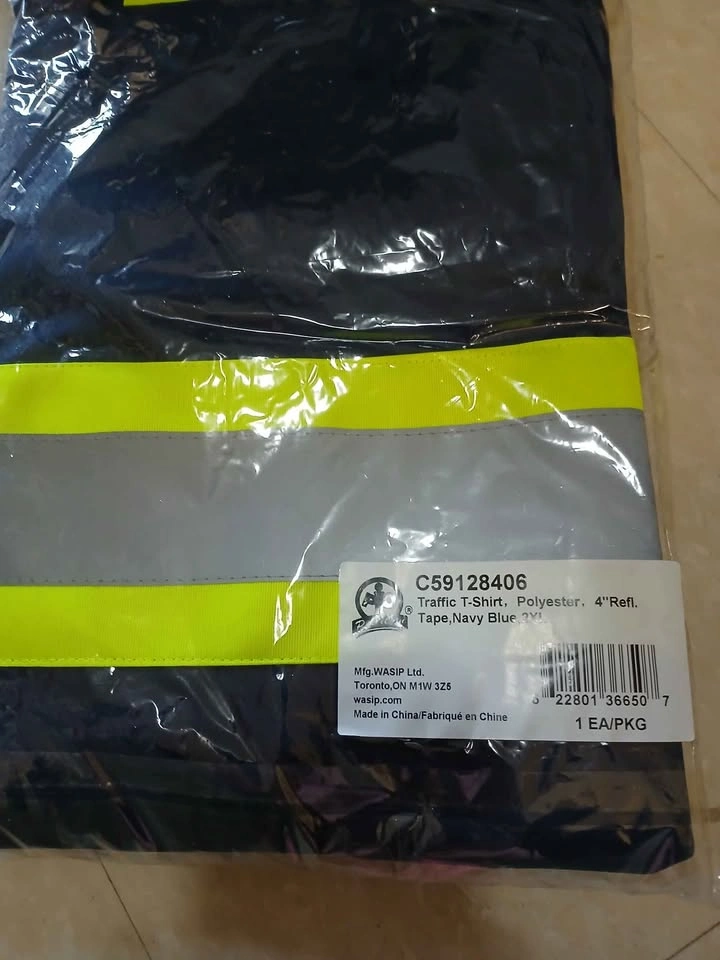 C59128406
®
Traffic T-Shirt, Polyester, 4"Refl.
Tape,Navy Blue,
Mfg.WASIP Ltd.
Toronto,ON M1W 3Z5
wasip.com
Made in China/Fabriqué en Chine
22801 36650 7
1 EA/PKG